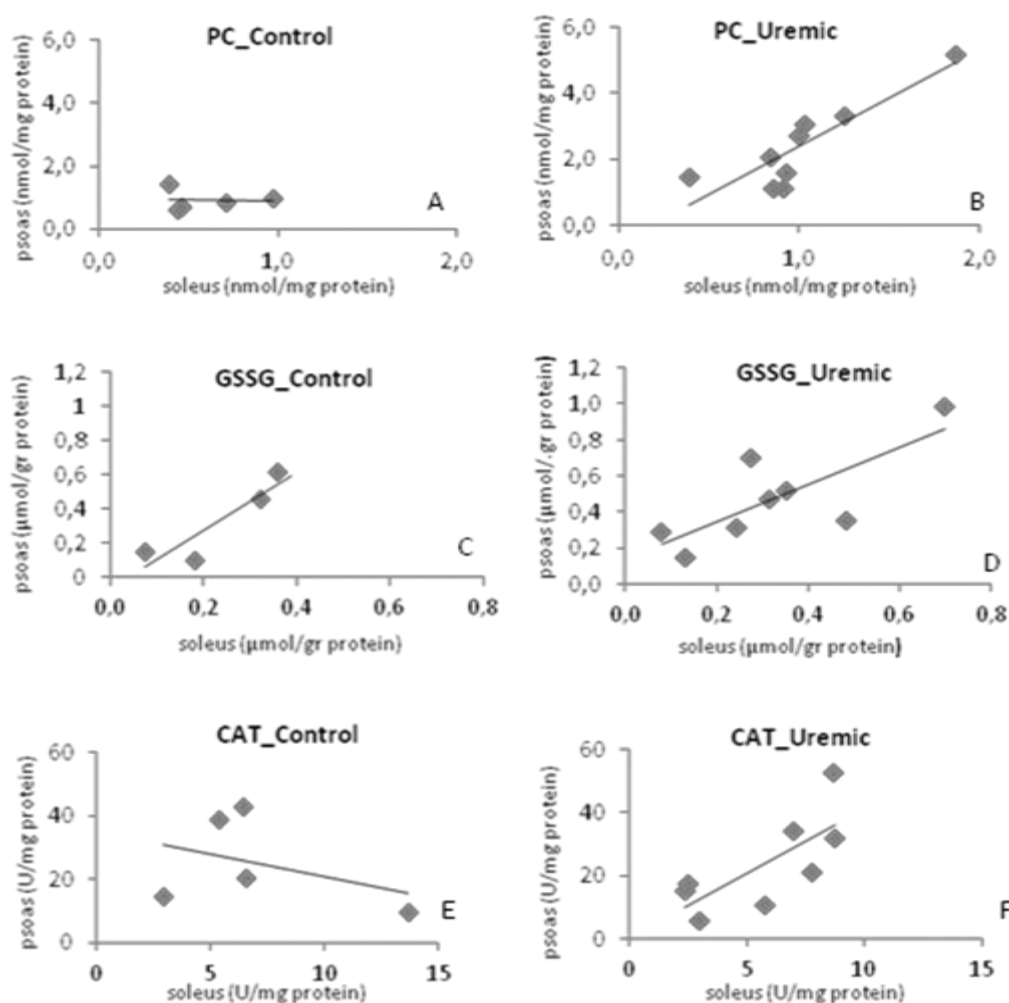 PC_Control
psoas (nmol/mg protein)
6,0
4,0
2,0
0,0
A
0,0
1,0
2,0
soleus (nmol/mg protein)
PC_Uremic
psoas (nmol/mg protein)
6,0
4,0
2,0
0,0
B
0,0
1,0
2,0
soleus (nmol/mg protein)
GSSG_Control
psoas (µmol/gr protein)
1,2
1
0,8
0,6
0,4
0,2
0
C
0,0
0,2
0,4
0,6
0,8
soleus (µmol/gr protein)
GSSG_Uremic
psoas (µmol/.gr protein)
1,2
1,0
0,8
0,6
0,4
0,2
0,0
D
0,0
0,2
0,4
0,6
0,8
soleus (µmol/gr protein)
CAT_Control
psoas (U/mg protein)
60
40
20
0
E
0
5
10
15
soleus (U/mg protein)
CAT_Uremic
psoas (U/mg protein)
60
40
20
0
F
0
5
10
15
soleus (U/mg protein)